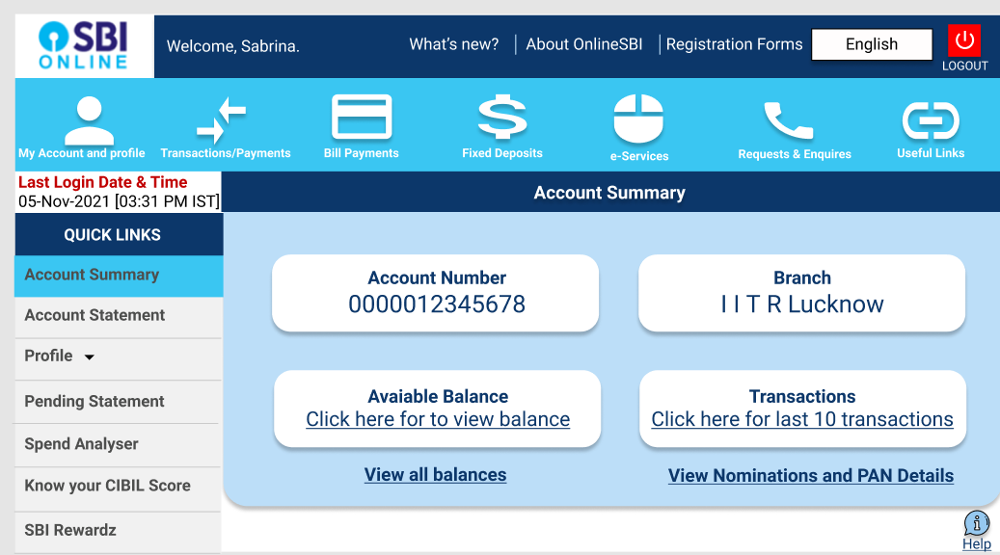 SBI
ONLINE
Welcome, Sabrina.
What's new?
About OnlineSBI
Registration Forms
English
LOGOUT
My Account and profile
Transactions/Payments
Bill Payments
Fixed Deposits
e-Services
Requests & Enquires
Useful Links
Last Login Date & Time
05-Nov-2021 [03:31 PM IST]
Account Summary
QUICK LINKS
Account Summary
Account Statement
Profile
Pending Statement
Spend Analyser
Know your CIBIL Score
SBI Rewardz
Account Number
0000012345678
Branch
I I T R Lucknow
Avaiable Balance
Click here for to view balance
Transactions
Click here for last 10 transactions
View all balances
View Nominations and PAN Details
Help